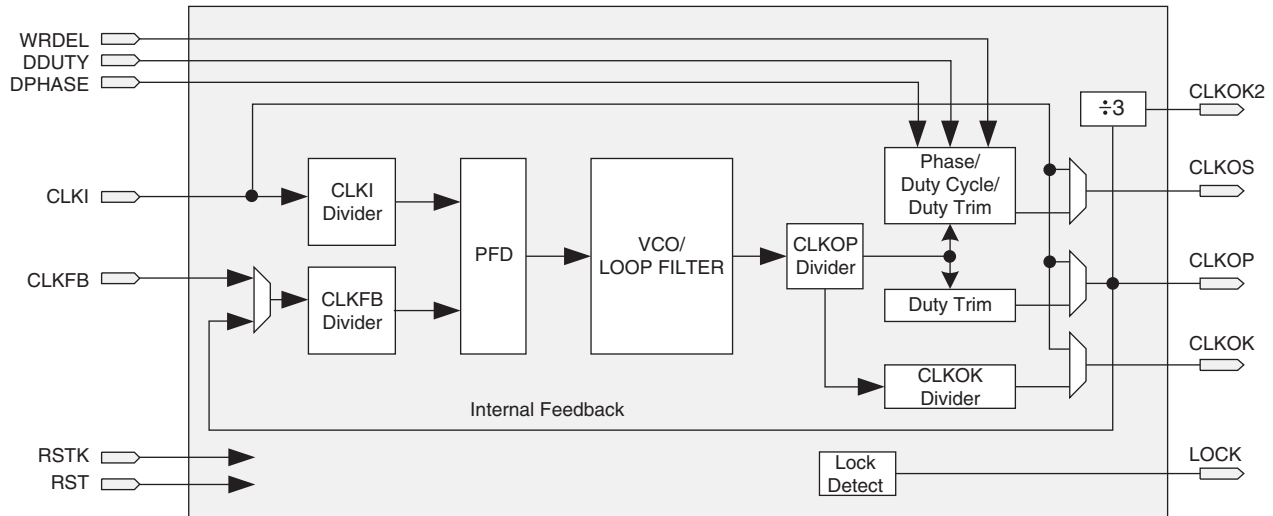 WRDEL
DDUTY
DPHASE
CLKI
CLKFB
RSTK
RST
CLKI
Divider
CLKFB
Divider
PFD
VCO/
LOOP FILTER
CLKOP
Divider
Phase/
Duty Cycle/
Duty Trim
Duty Trim
CLKOK
Divider
Internal Feedback
Lock
Detect
÷3
CLKOK2
CLKOS
CLKOP
CLKOK
LOCK